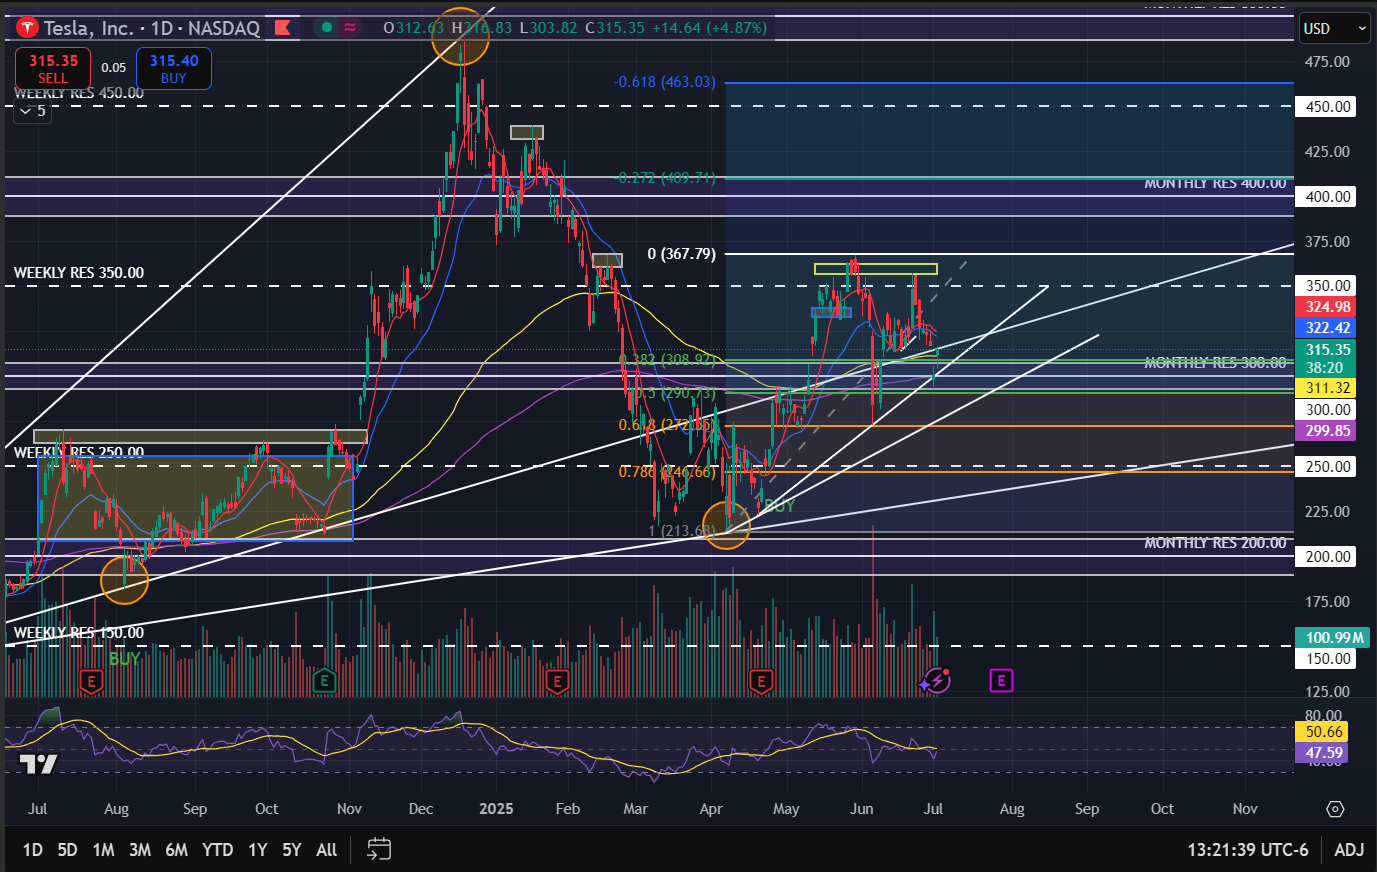 Tesla, Inc. · 1D · NASDAQ
O312.63 H316.83 L303.82 C315.35 +14.64 (+4.87%)
USD
315.35
SELL
0.05
315.40
BUY
WEEKLY RES 450.00
5
-0.618 (463.03)
-0.272 (409.71)
MONTHLY RES 400.00
0 (367.79)
WEEKLY RES 350.00
0.382 (308.92)
MONTHLY RES 300.00
0.5 (290.73)
WEEKLY RES 250.00
0.786 (246.66)
BUY
1 (213.68)
MONTHLY RES 200.00
WEEKLY RES 150.00
BUY
E
E
E
E
E
475.00
450.00
425.00
400.00
375.00
350.00
324.98
322.42
315.35
38:20
311.32
300.00
299.85
250.00
225.00
200.00
175.00
100.99M
150.00
125.00
80.00
50.66
47.59
Jul
Aug
Sep
Oct
Nov
Dec
2025
Feb
Mar
Apr
May
Jun
Jul
Aug
Sep
Oct
Nov
1D 5D 1M 3M 6M YTD 1Y 5Y All
13:21:39 UTC-6
ADJ